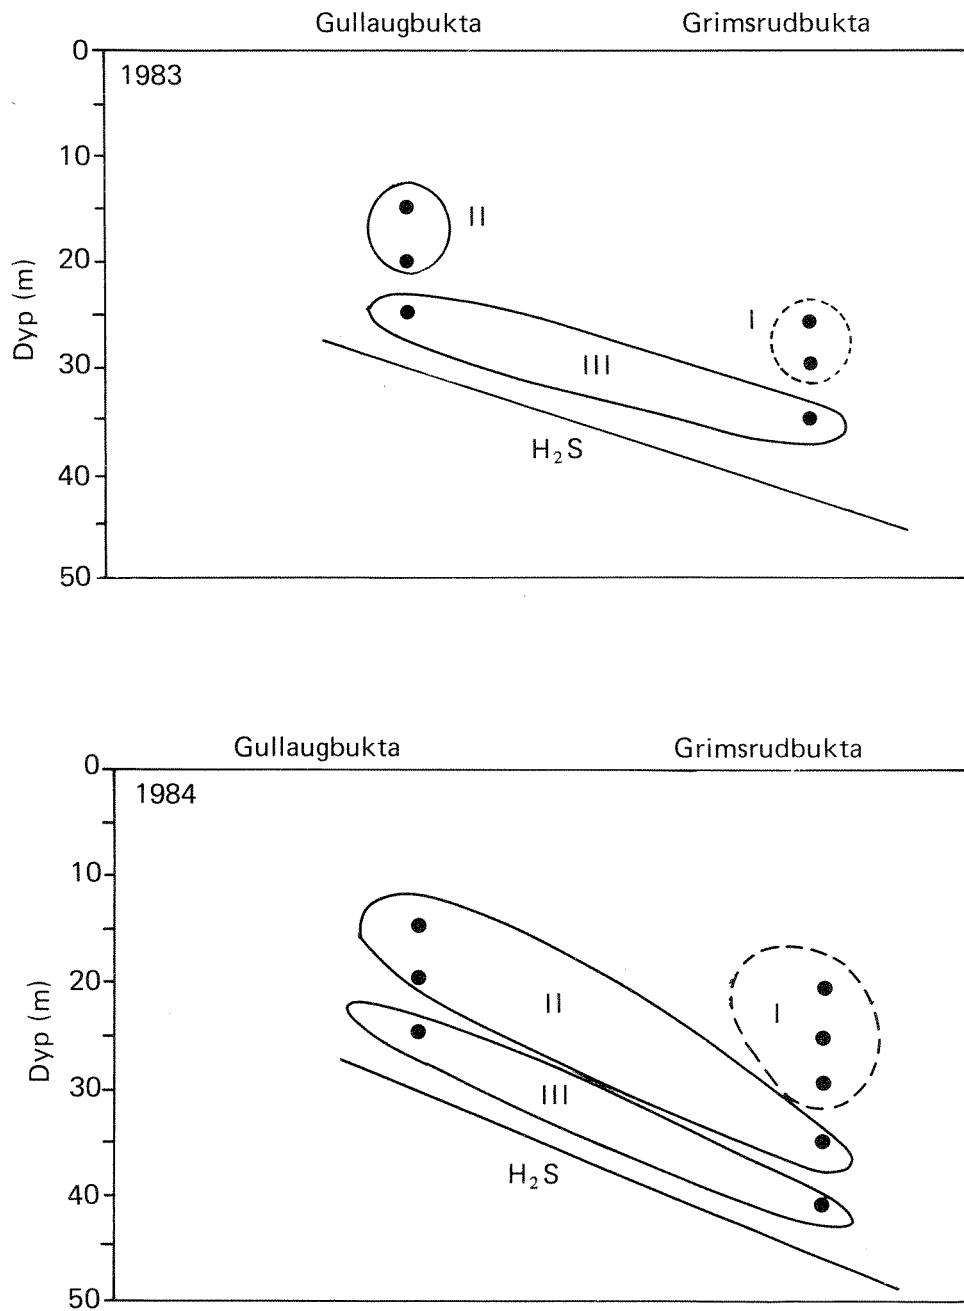 Gullaugbukta Grimsrudbukta
0
1983
10
II
20
Dyp (m)
I
30
III
H₂S
40
50
Gullaugbukta Grimsrudbukta
0
1984
10
20
II
I
Dyp (m)
30
III
H₂S
40
50